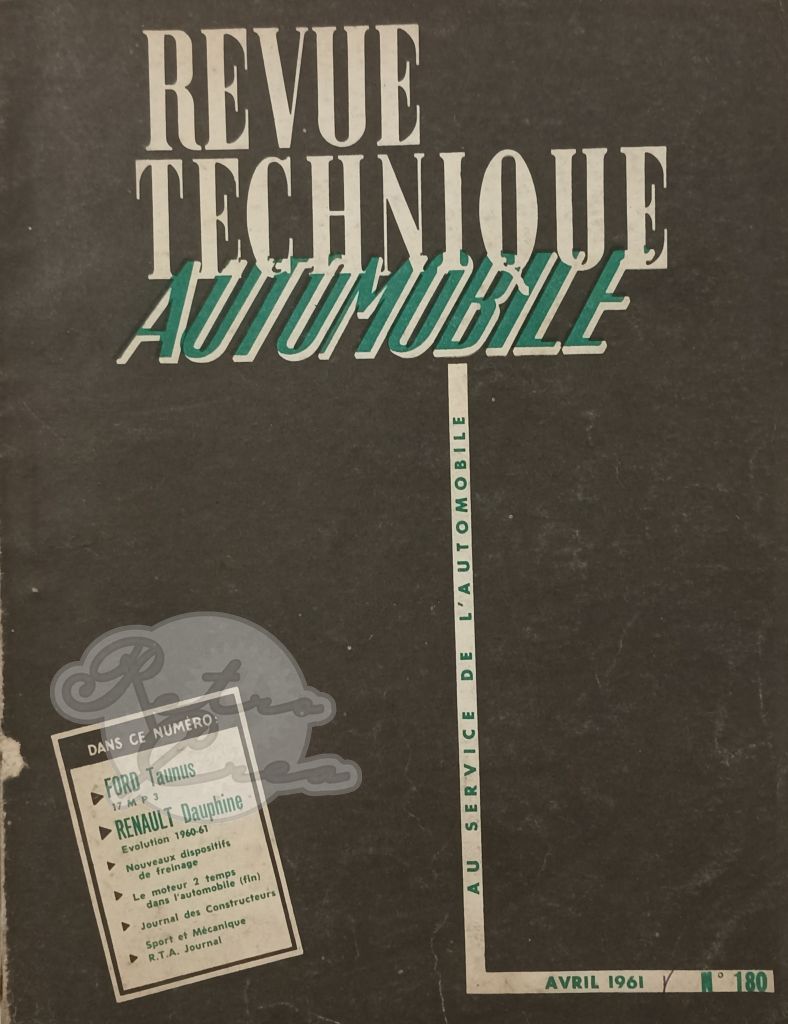 REVUE
TECHNIQUE
AUTOMOBILE
AU SERVICE DE L'AUTOMOBILE
Retro
Crea
DANS CE NUMÉRO:
FORD Taunus
17 M P 3
RENAULT Dauphine
Evolution 1960-61
Nouveaux dispositifs
de freinage
Le moteur 2 temps
dans l'automobile (fin)
Journal des Constructeurs
Sport et Mécanique
R.T.A. Journal
AVRIL 1961 N° 180